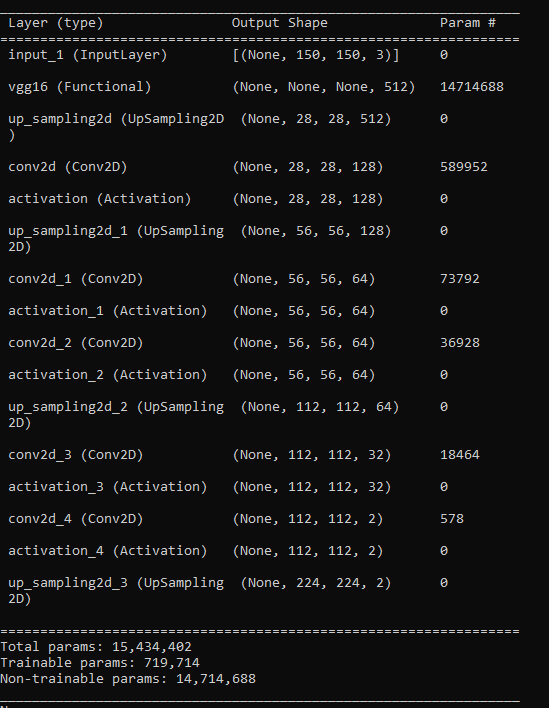 Layer (type) Output Shape Param #
input_1 (InputLayer) [(None, 150, 150, 3)] 0
vgg16 (Functional) (None, None, None, 512) 14714688
up_sampling2d (UpSampling2D (None, 28, 28, 512) 0
)
conv2d (Conv2D) (None, 28, 28, 128) 589952
activation (Activation) (None, 28, 28, 128) 0
up_sampling2d_1 (UpSampling (None, 56, 56, 128) 0
2D)
conv2d_1 (Conv2D) (None, 56, 56, 64) 73792
activation_1 (Activation) (None, 56, 56, 64) 0
conv2d_2 (Conv2D) (None, 56, 56, 64) 36928
activation_2 (Activation) (None, 56, 56, 64) 0
up_sampling2d_2 (UpSampling (None, 112, 112, 64) 0
2D)
conv2d_3 (Conv2D) (None, 112, 112, 32) 18464
activation_3 (Activation) (None, 112, 112, 32) 0
conv2d_4 (Conv2D) (None, 112, 112, 2) 578
activation_4 (Activation) (None, 112, 112, 2) 0
up_sampling2d_3 (UpSampling (None, 224, 224, 2) 0
2D)
Total params: 15,434,402
Trainable params: 719,714
Non-trainable params: 14,714,688